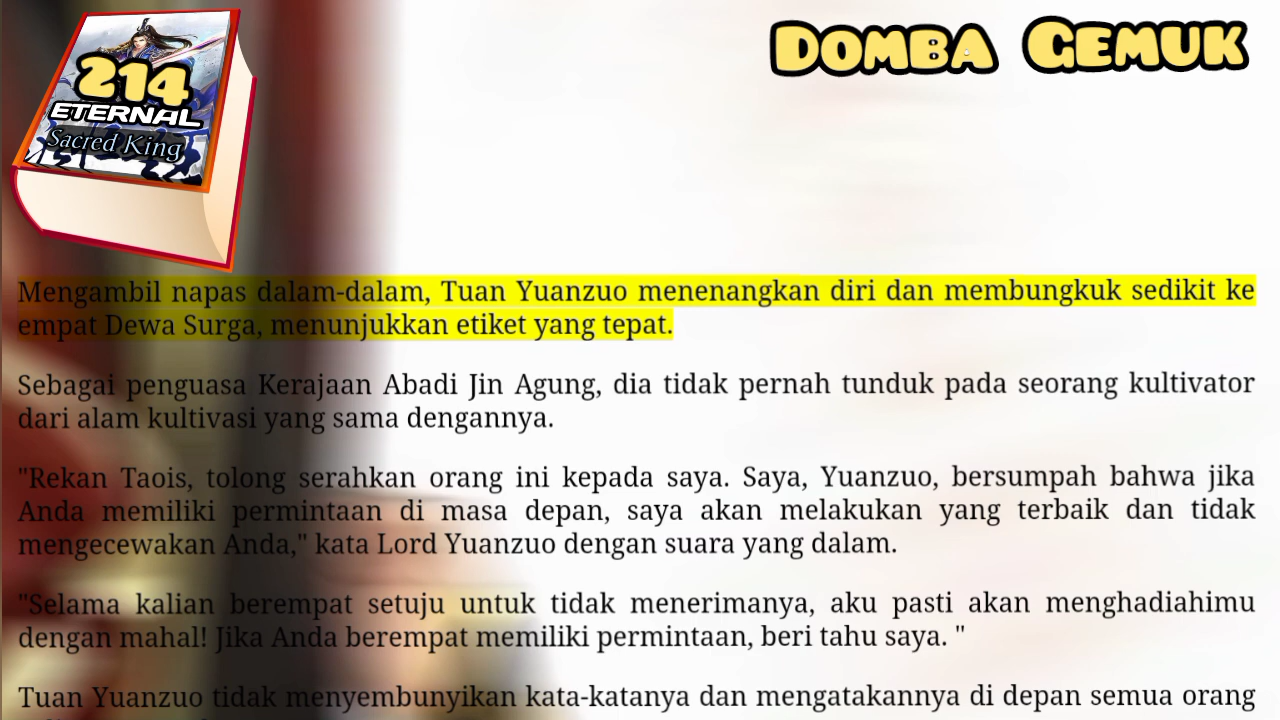 214
ETERNAL
Sacred King
DOMBA GEMUK
Mengambil napas dalam-dalam, Tuan Yuanzuo menenangkan diri dan membungkuk sedikit ke
empat Dewa Surga, menunjukkan etiket yang tepat.
Sebagai penguasa Kerajaan Abadi Jin Agung, dia tidak pernah tunduk pada seorang kultivator
dari alam kultivasi yang sama dengannya.
"Rekan Taois, tolong serahkan orang ini kepada saya. Saya, Yuanzuo, bersumpah bahwa jika
Anda memiliki permintaan di masa depan, saya akan melakukan yang terbaik dan tidak
mengecewakan Anda," kata Lord Yuanzuo dengan suara yang dalam.
"Selama kalian berempat setuju untuk tidak menerimanya, aku pasti akan menghadiahimu
dengan mahal! Jika Anda berempat memiliki permintaan, beri tahu saya. "
Tuan Yuanzuo tidak menyembunyikan kata-katanya dan mengatakannya di depan semua orang